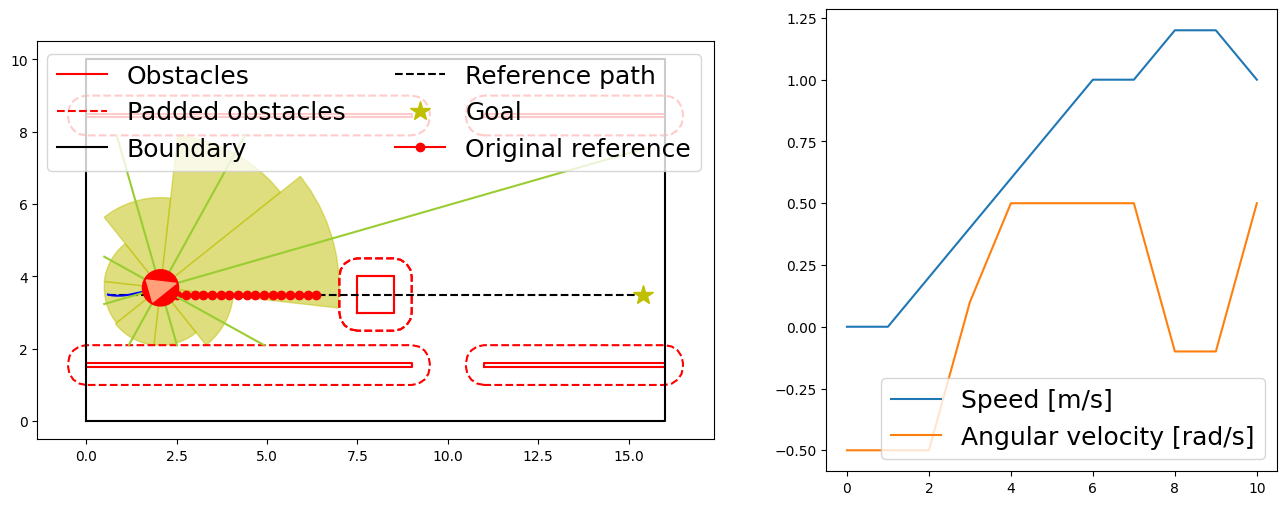 Obstacles
Padded obstacles
Boundary
Reference path
Goal
Original reference
10
8
6
4
2
0
0.0 2.5 5.0 7.5 10.0 12.5 15.0
1.25
1.00
0.75
0.50
0.25
0.00
−0.25
−0.50
Speed [m/s]
Angular velocity [rad/s]
0 2 4 6 8 10